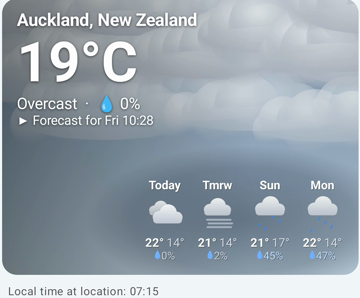 Auckland, New Zealand
19°C
Overcast · 0%
► Forecast for Fri 10:28
Today Tmrw Sun Mon
22° 14° 21° 14° 21° 17° 22° 14°
0% 2% 45% 47%
Local time at location: 07:15